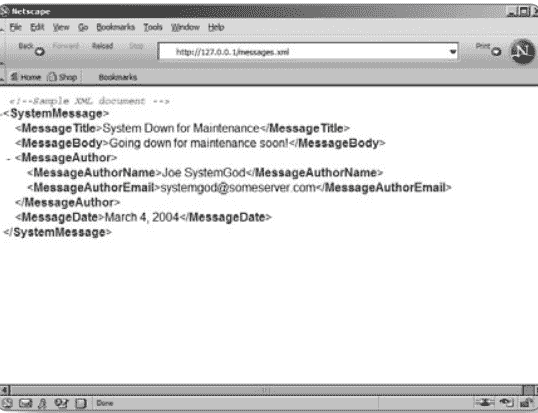 Netscape
File Edit View Go Bookmarks Tools Window Help
Back Forward Reload Stop http://127.0.0.1/messages.xml Print N
Home Shop Bookmarks
<!--Sample XML document -->
-<SystemMessage>
<MessageTitle>System Down for Maintenance</MessageTitle>
<MessageBody>Going down for maintenance soon!</MessageBody>
- <MessageAuthor>
<MessageAuthorName>Joe SystemGod</MessageAuthorName>
<MessageAuthorEmail>systemgod@someserver.com</MessageAuthorEmail>
</MessageAuthor>
<MessageDate>March 4, 2004</MessageDate>
</SystemMessage>
Done